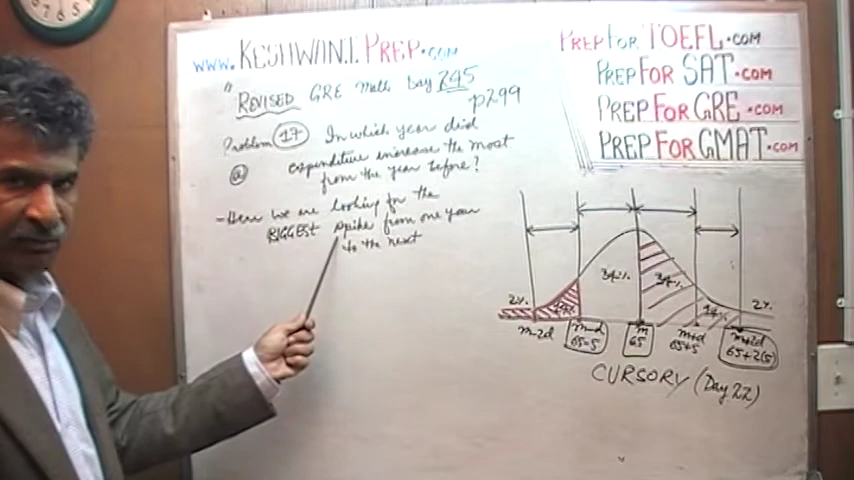 www. KESHWANI PREP.com
"REVISED GRE Math Day 245
p299
Problem 17 In which year did
@ expenditure increase the most
from the year before?
- Here we are looking for the
BIGGEST spike from one year
to the next
PREP FOR TOEFL.COM
PREP FOR SAT.COM
PREP FOR GRE.COM
PREP FOR GMAT.COM
34% 34%
2% 14% 14% 2%
m-2d m-d m m+d m+2d
65-5 65 65+5 65+2(5)
CURSORY (Day 22)